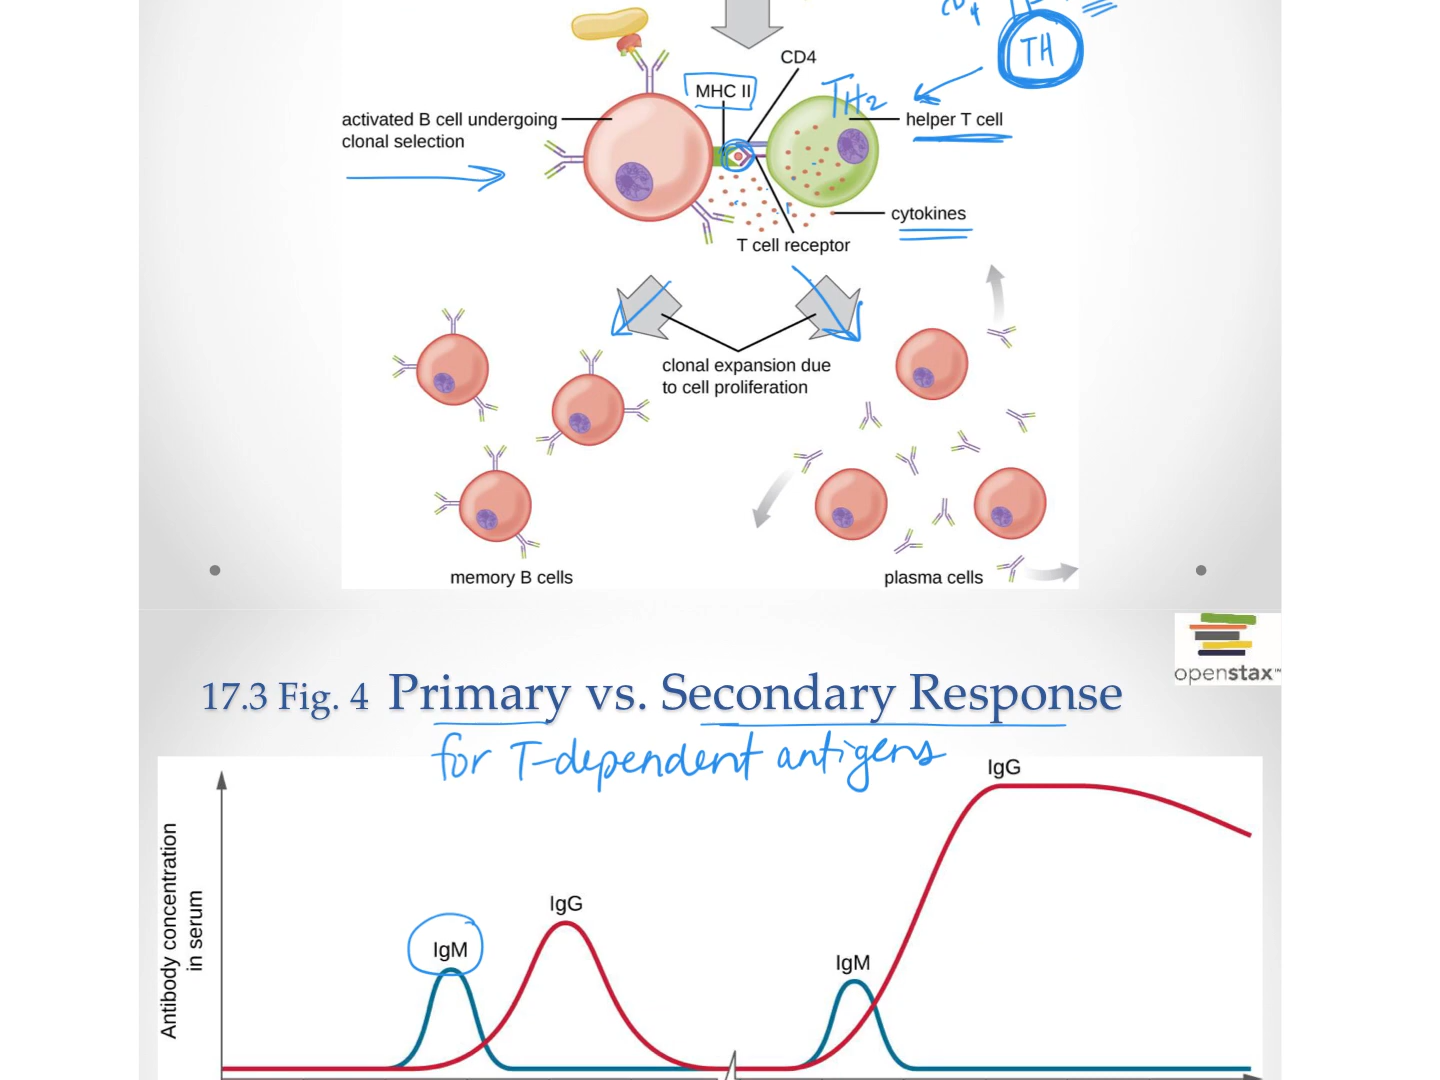 CD4
TH
CD4
MHC II
TH2
activated B cell undergoing
clonal selection
helper T cell
cytokines
T cell receptor
clonal expansion due
to cell proliferation
memory B cells
plasma cells
openstax™
17.3 Fig. 4 Primary vs. Secondary Response
for T-dependent antigens
Antibody concentration
in serum
IgM
IgG
IgM
IgG